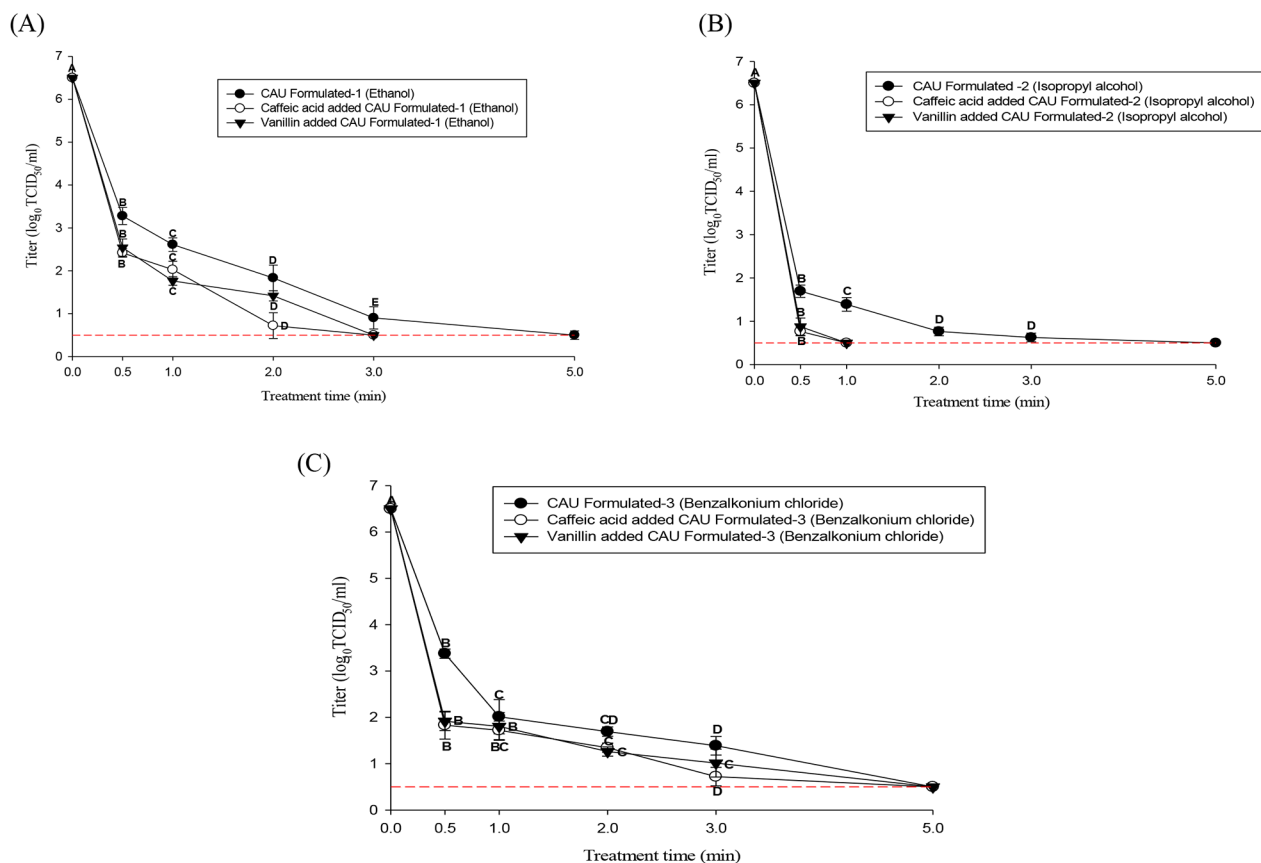 (A)
7
6
5
4
3
2
1
0
Titer (log₁₀TCID₅₀/ml)
CAU Formulated-1 (Ethanol)
Caffeic acid added CAU Formulated-1 (Ethanol)
Vanillin added CAU Formulated-1 (Ethanol)
A
B
B
B
C
C
C
D
D
D
E
0.0 0.5 1.0 2.0 3.0 5.0
Treatment time (min)
(B)
7
6
5
4
3
2
1
0
Titer (log₁₀TCID₅₀/ml)
CAU Formulated -2 (Isopropyl alcohol)
Caffeic acid added CAU Formulated-2 (Isopropyl alcohol)
Vanillin added CAU Formulated-2 (Isopropyl alcohol)
A
B
B
B
C
D
D
0.0 0.5 1.0 2.0 3.0 5.0
Treatment time (min)
(C)
7
6
5
4
3
2
1
0
Titer (log₁₀TCID₅₀/ml)
CAU Formulated-3 (Benzalkonium chloride)
Caffeic acid added CAU Formulated-3 (Benzalkonium chloride)
Vanillin added CAU Formulated-3 (Benzalkonium chloride)
A
B
B
B
C
B
BC
CD
C
C
D
C
D
0.0 0.5 1.0 2.0 3.0 5.0
Treatment time (min)